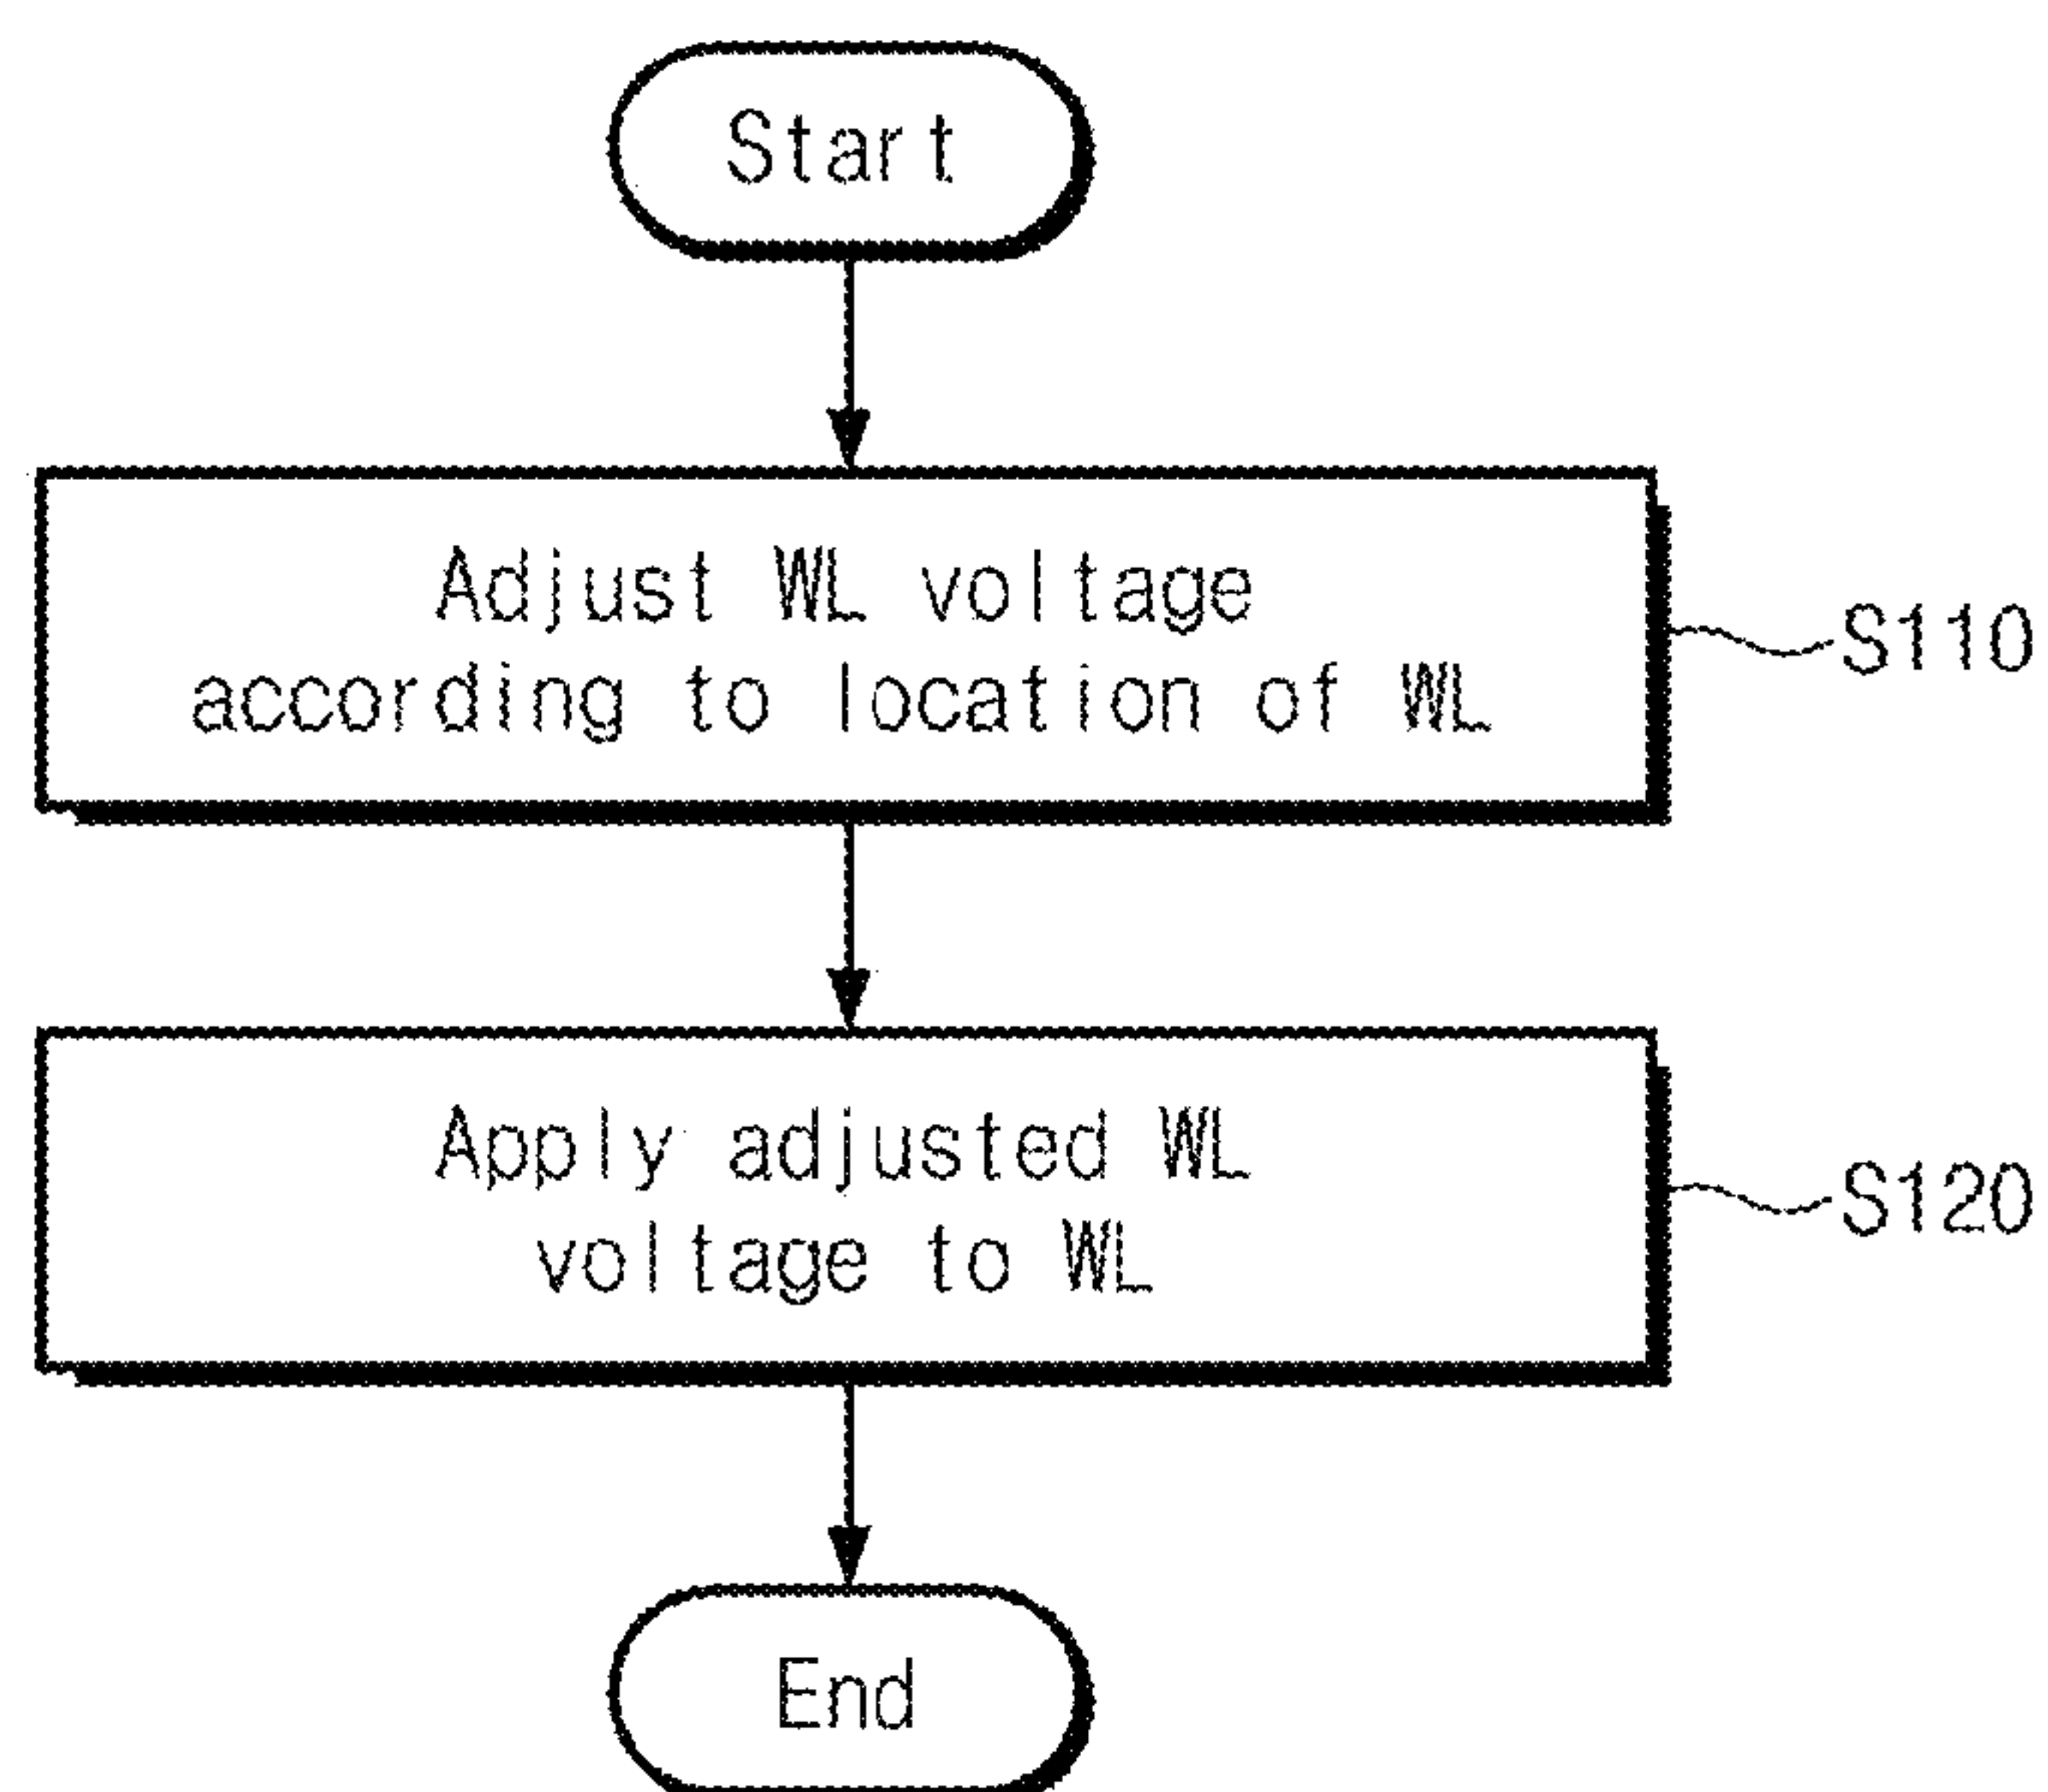 Start
Adjust WL voltage
according to location of WL
S110
Apply adjusted WL
voltage to WL
S120
End